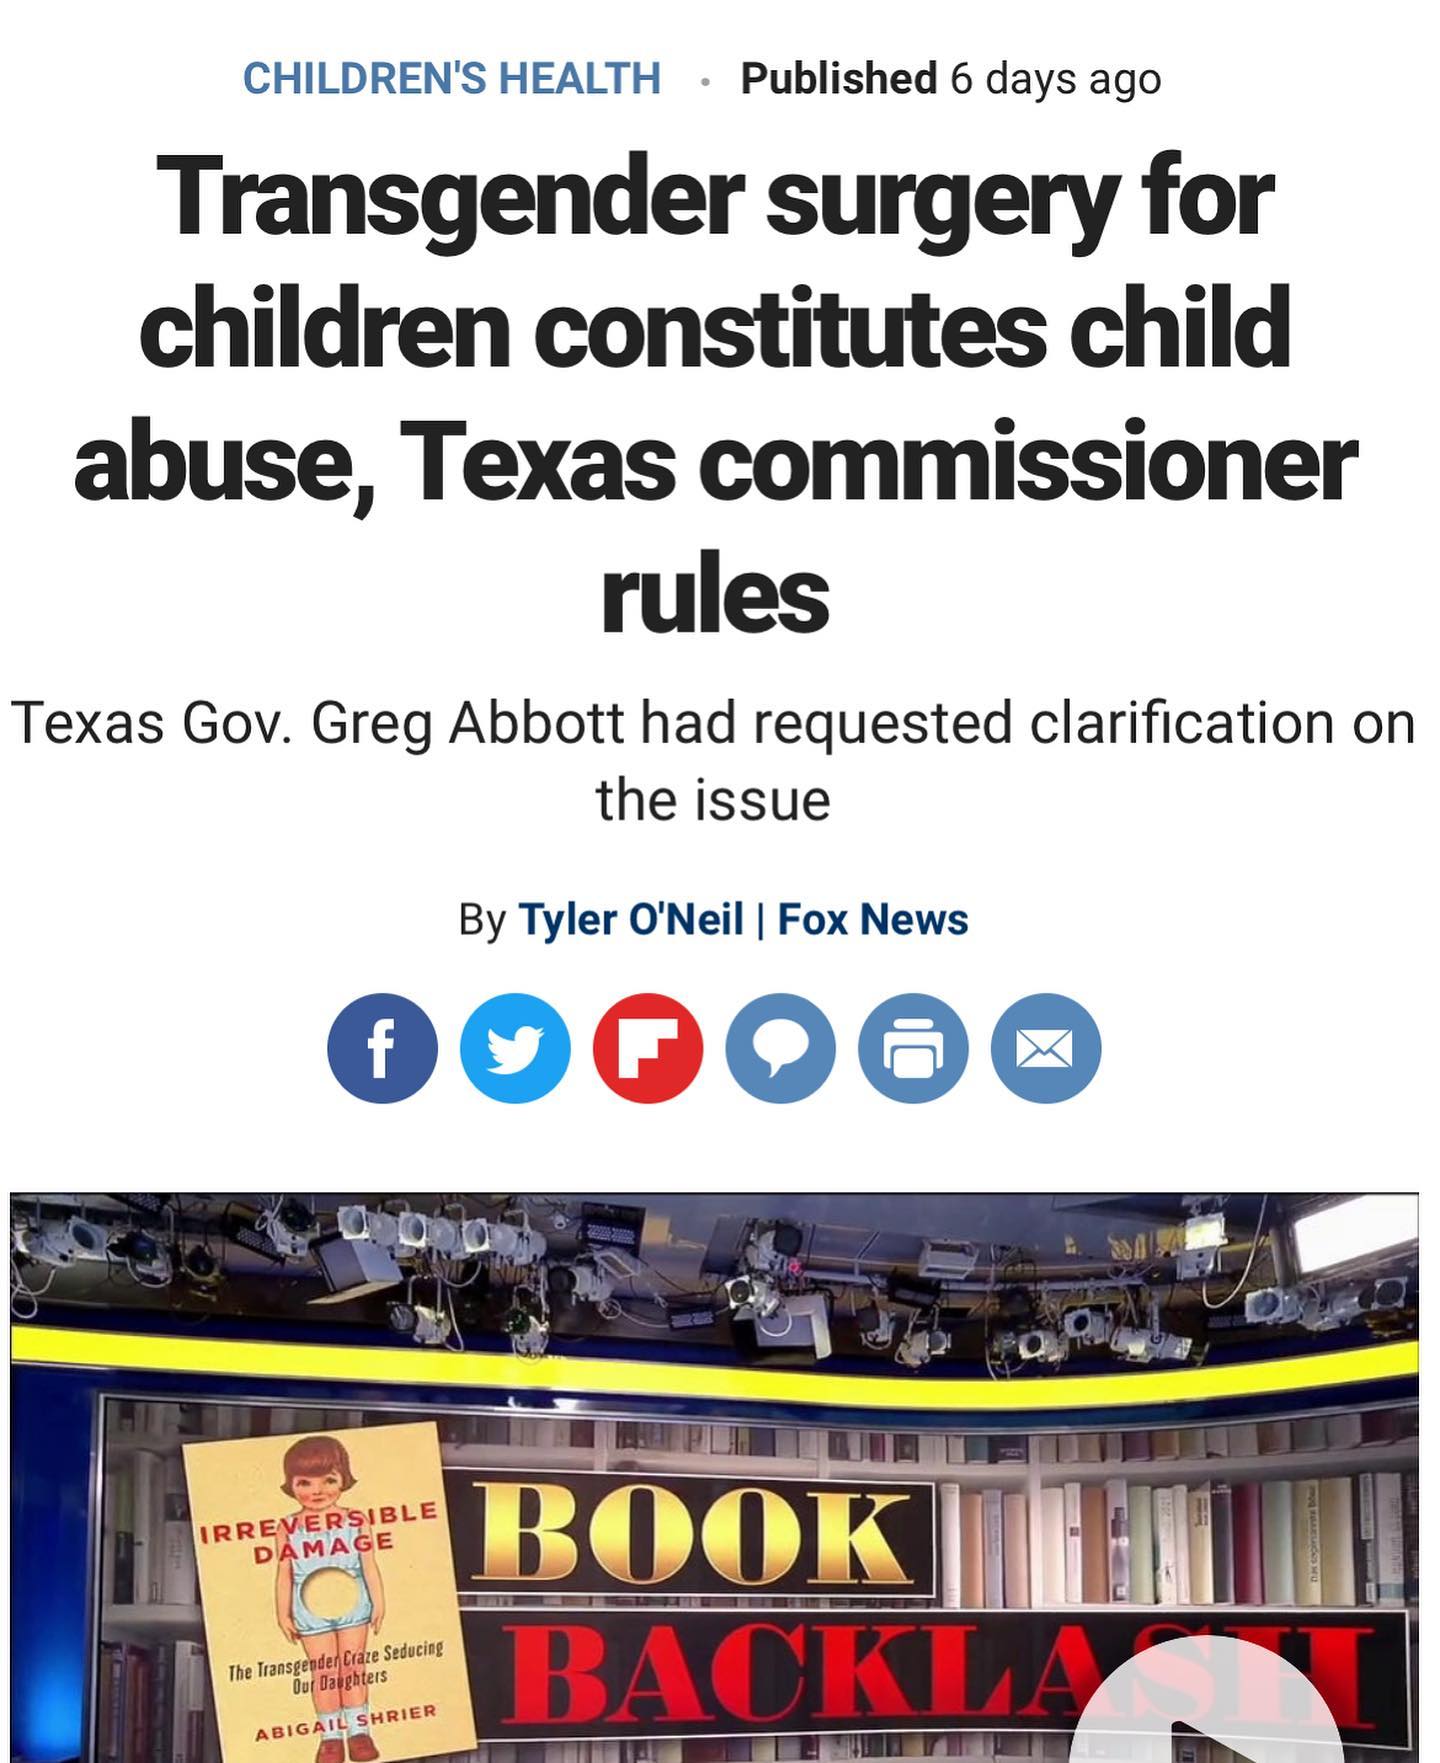 CHILDREN'S HEALTH • Published 6 days ago
Transgender surgery for
children constitutes child
abuse, Texas commissioner
rules
Texas Gov. Greg Abbott had requested clarification on
the issue
By Tyler O'Neil | Fox News
BOOK
IRREVERSIBLE
DAMAGE
The Transgender Craze Seducing
Our Daughters
ABIGAIL SHRIER
BACKLASH